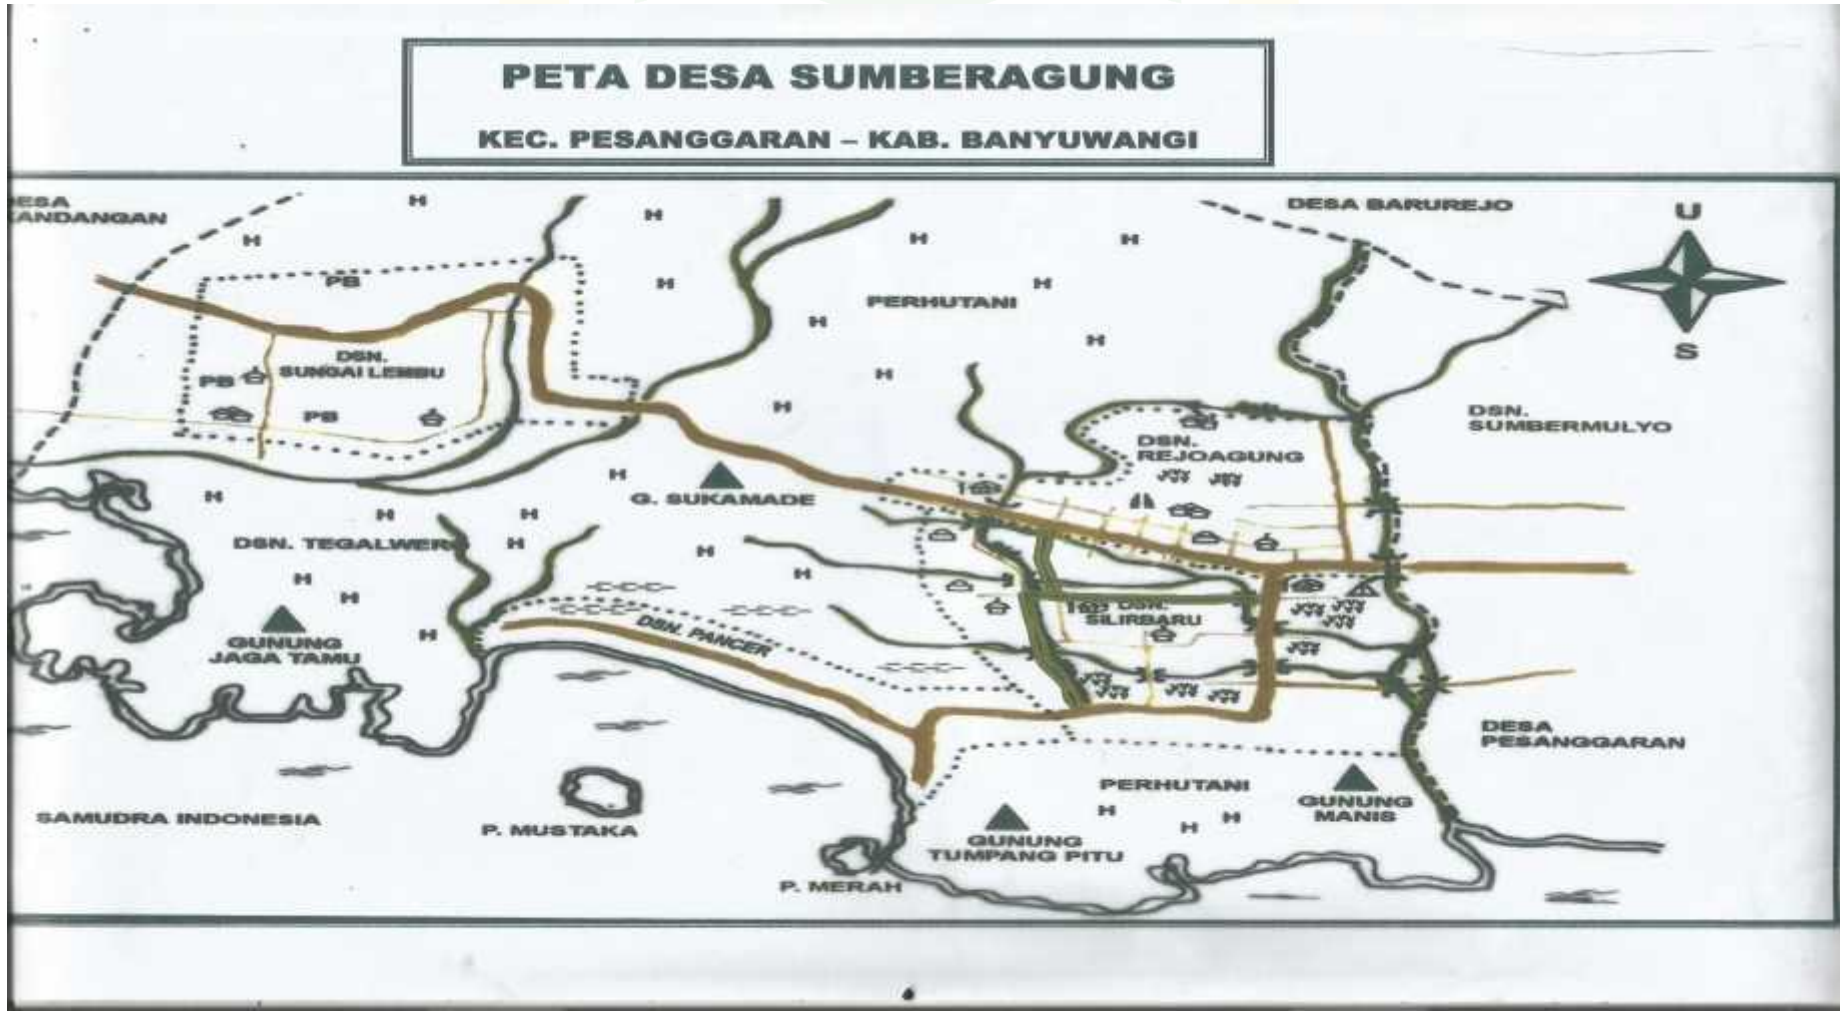 PETA DESA SUMBERAGUNG
KEC. PESANGGARAN – KAB. BANYUWANGI
ESA
KANDANGAN
H
H
H
DESA BARUREJO
U
H
H
H
H
PB
PERHUTANI
H
H
S
DSN.
SUNGAI LEMBU
PB
PB
H
H
DSN.
SUMBERMULYO
DSN.
REJOAGUNG
H
G. SUKAMADE
H
H
H
DSN. TEGALWERU
H
H
H
H
H
H
DSN. PANCER
DSN.
SILIRBARU
GUNUNG
JAGA TAMU
DESA
PESANGGARAN
PERHUTANI
GUNUNG
MANIS
H
H
H
SAMUDRA INDONESIA
P. MUSTAKA
GUNUNG
TUMPANG PITU
P. MERAH